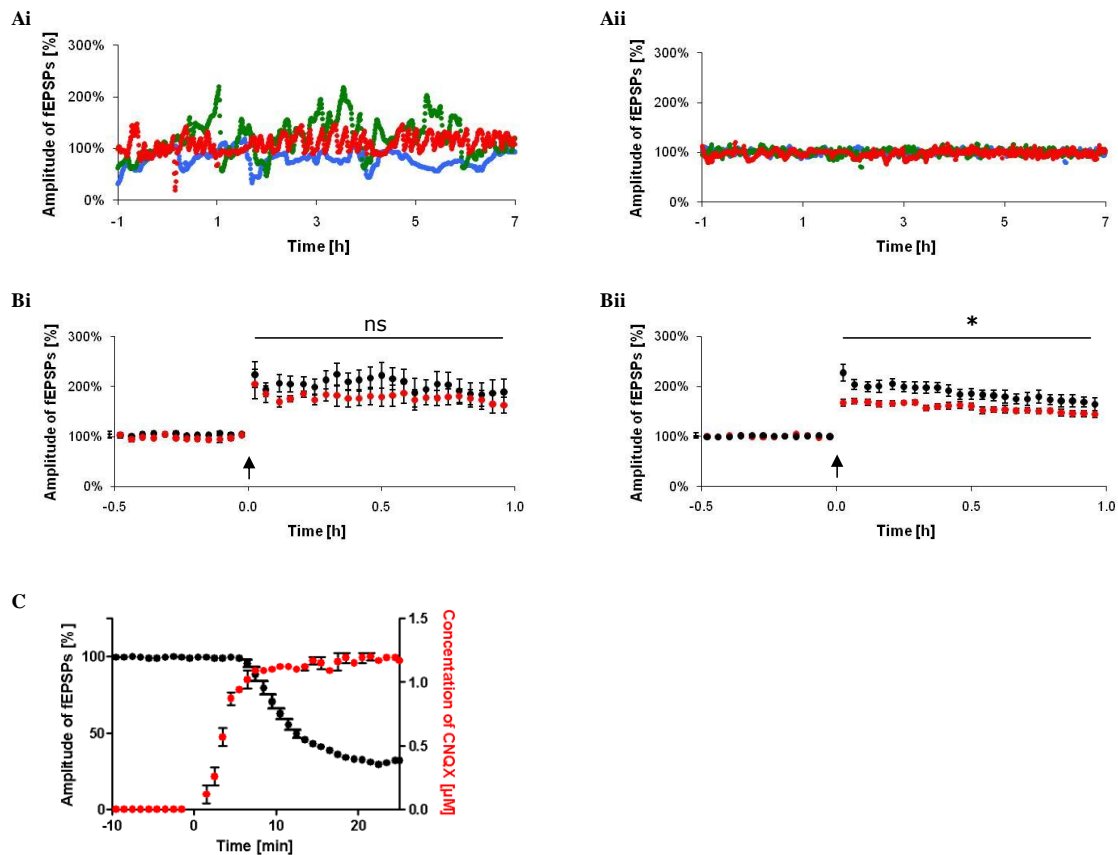 Ai
Amplitude of fEPSPs [%]
300%
200%
100%
0%
-1
1
3
5
7
Time [h]
Aii
Amplitude of fEPSPs [%]
300%
200%
100%
0%
-1
1
3
5
7
Time [h]
Bi
Amplitude of fEPSPs [%]
300%
200%
100%
0%
ns
-0.5
0.0
0.5
1.0
Time [h]
Bii
Amplitude of fEPSPs [%]
300%
200%
100%
0%
*
-0.5
0.0
0.5
1.0
Time [h]
C
Amplitude of fEPSPs [%]
100
50
0
-10
0
10
20
Time [min]
1.5
1.0
0.5
0.0
Concentation of CNQX [µM]